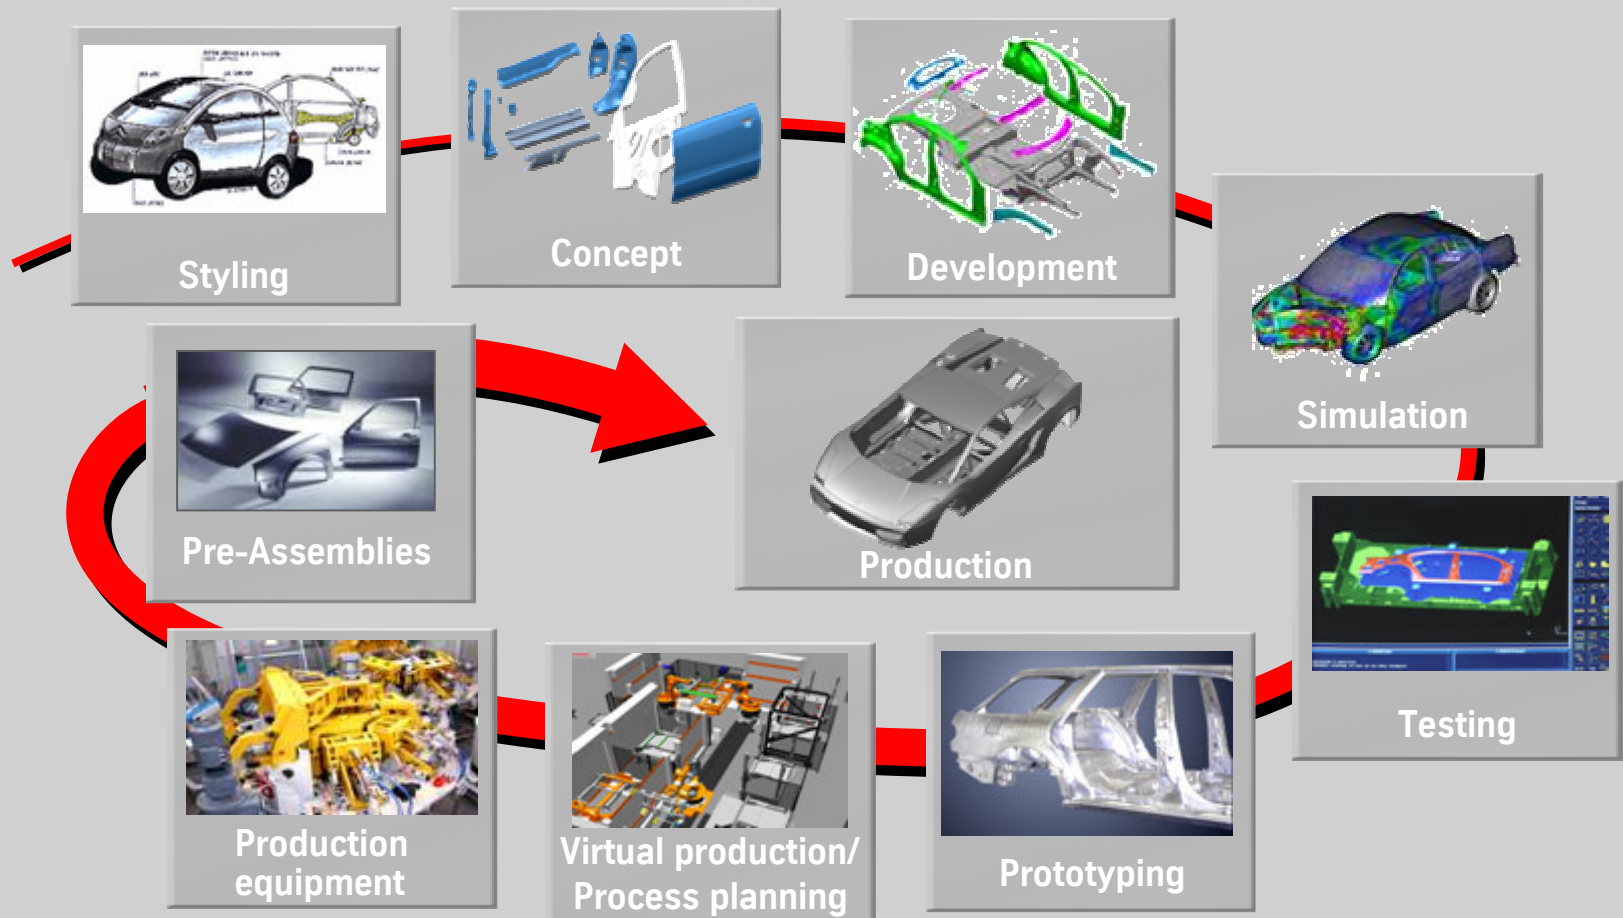 Styling
Concept
Development
Simulation
Testing
Prototyping
Virtual production/
Process planning
Production
equipment
Pre-Assemblies
Production